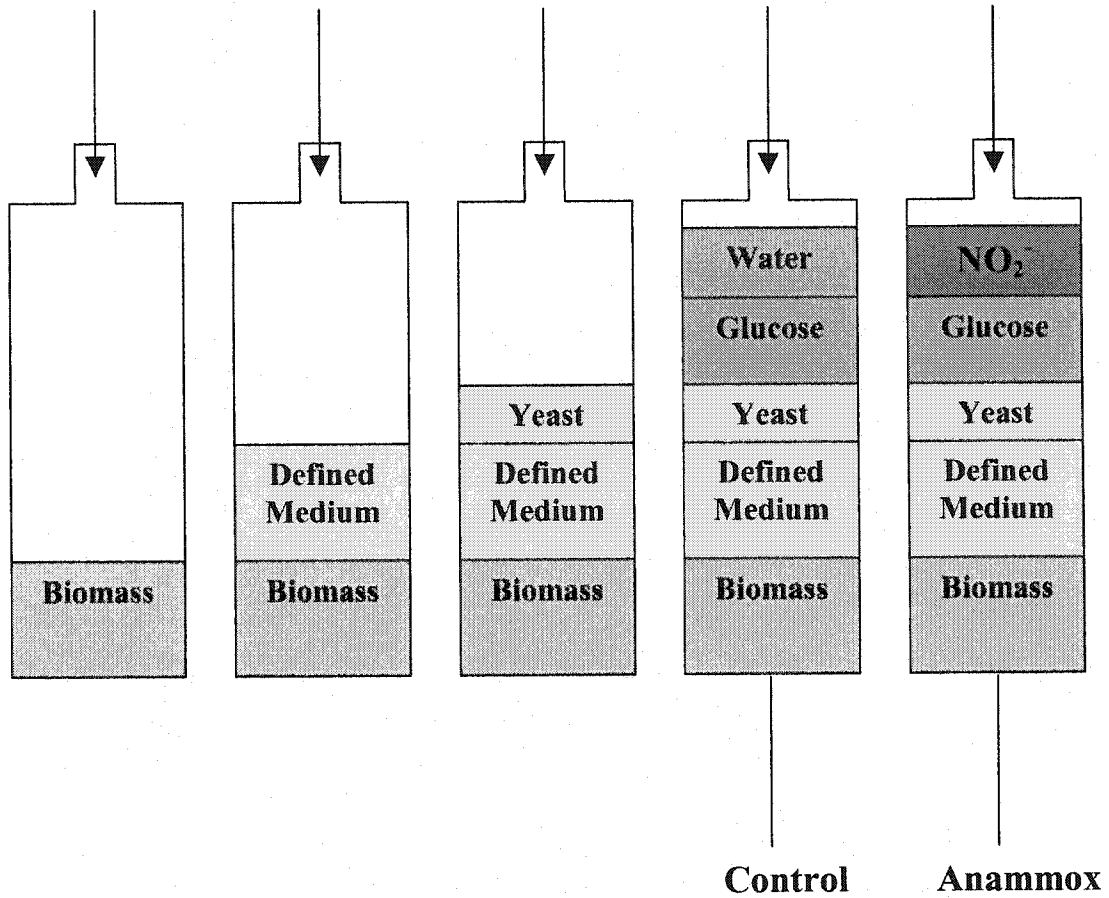 Water
NO₂⁻
Glucose
Glucose
Yeast
Yeast
Yeast
Defined
Medium
Defined
Medium
Defined
Medium
Defined
Medium
Biomass
Biomass
Biomass
Biomass
Biomass
Control
Anammox